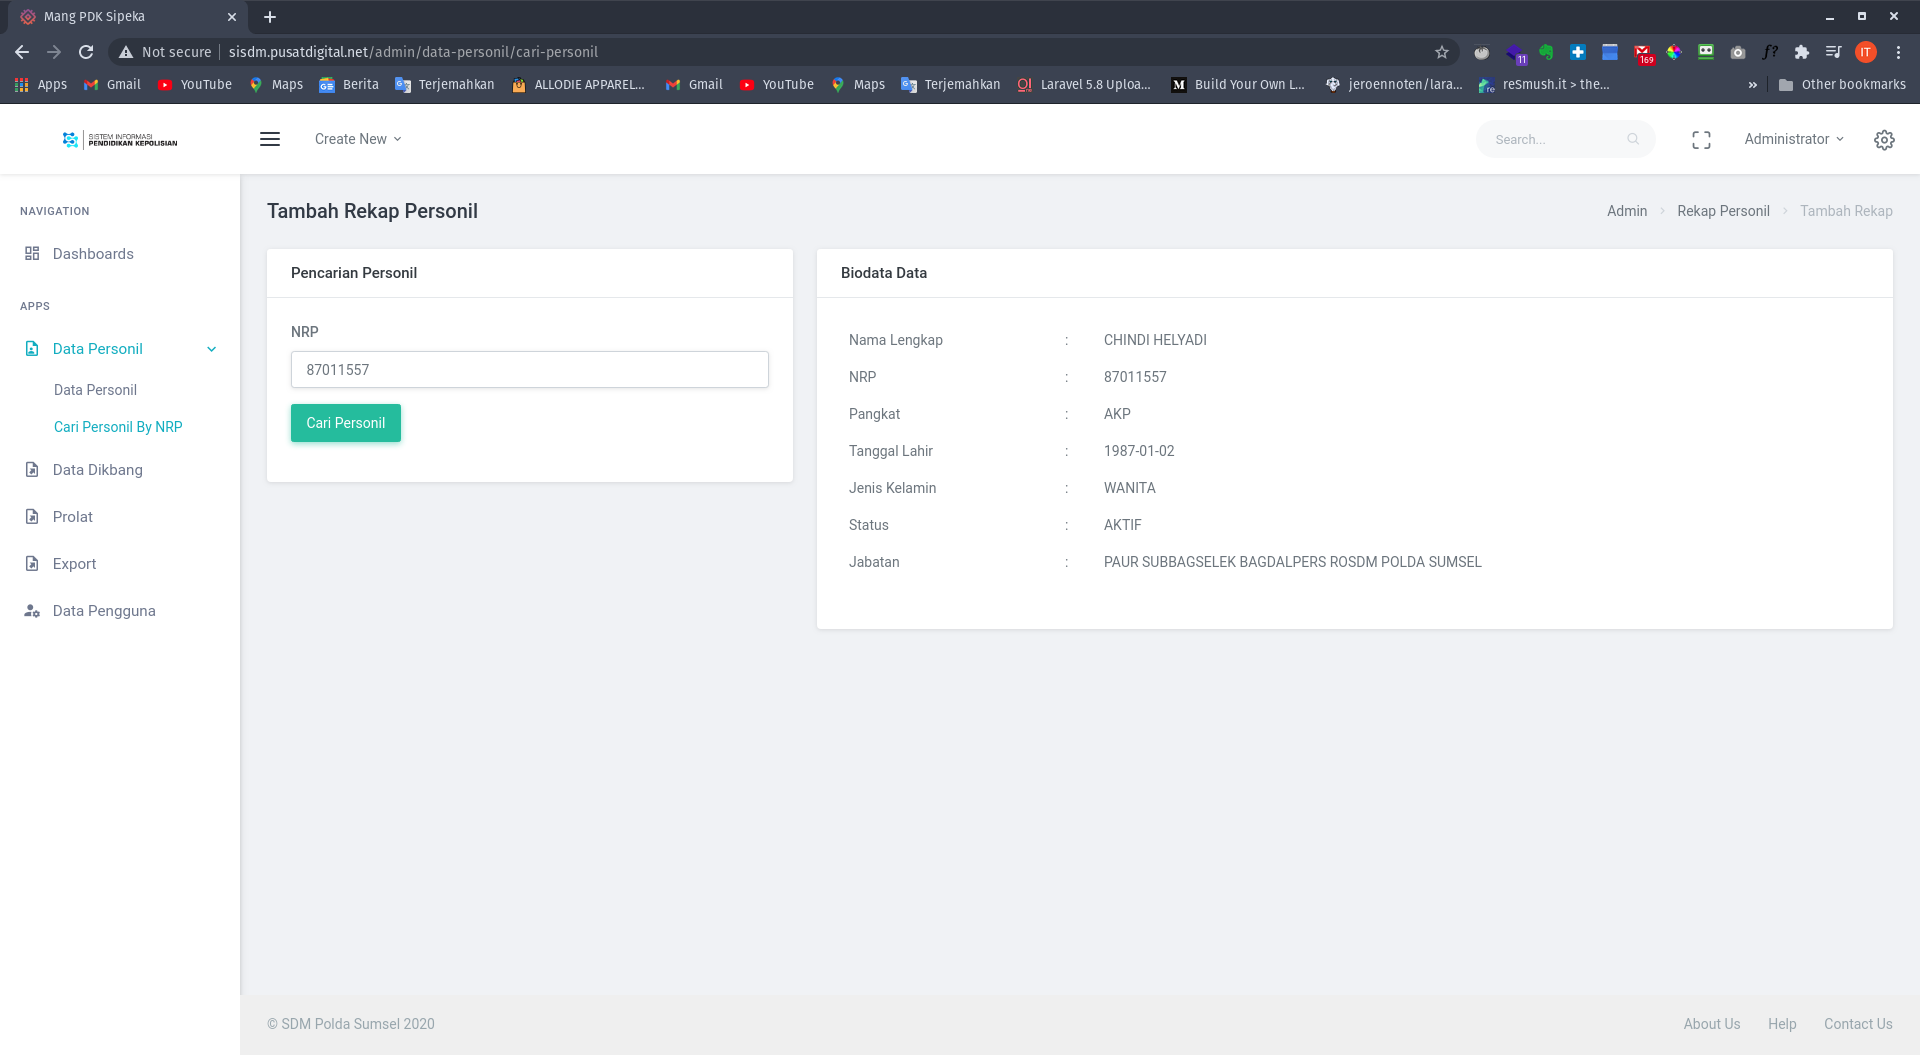 Mang PDK Sipeka
Not secure sisdm.pusatdigital.net/admin/data-personil/cari-personil
11
169
f?
IT
Apps Gmail YouTube Maps Berita Terjemahkan ALLODIE APPAREL... Gmail YouTube Maps Terjemahkan Laravel 5.8 Uploa... Build Your Own L... jeroennoten/lara... reSmush.it > the... » Other bookmarks
SISTEM INFORMASI
PENDIDIKAN KEPOLISIAN
Create New
Search...
Administrator
NAVIGATION
Dashboards
APPS
Data Personil
Data Personil
Cari Personil By NRP
Data Dikbang
Prolat
Export
Data Pengguna
Tambah Rekap Personil
Admin > Rekap Personil > Tambah Rekap
Pencarian Personil
NRP
87011557
Cari Personil
Biodata Data
Nama Lengkap : CHINDI HELYADI
NRP : 87011557
Pangkat : AKP
Tanggal Lahir : 1987-01-02
Jenis Kelamin : WANITA
Status : AKTIF
Jabatan : PAUR SUBBAGSELEK BAGDALPERS ROSDM POLDA SUMSEL
© SDM Polda Sumsel 2020
About Us Help Contact Us